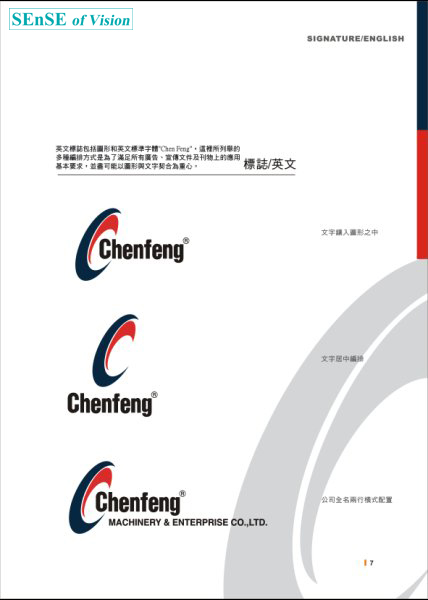 SEnSE of Vision
SIGNATURE/ENGLISH
英文標誌包括圖形和英文標準字體"Chen Feng"，這裡所列舉的
多種編排方式是為了滿足所有廣告、宣傳文件及刊物上的應用
基本要求，並盡可能以圖形與文字契合為重心。
標誌/英文
Chenfeng®
文字鑲入圖形之中
文字居中編排
Chenfeng®
Chenfeng®
MACHINERY & ENTERPRISE CO.,LTD.
公司全名兩行橫式配置
7